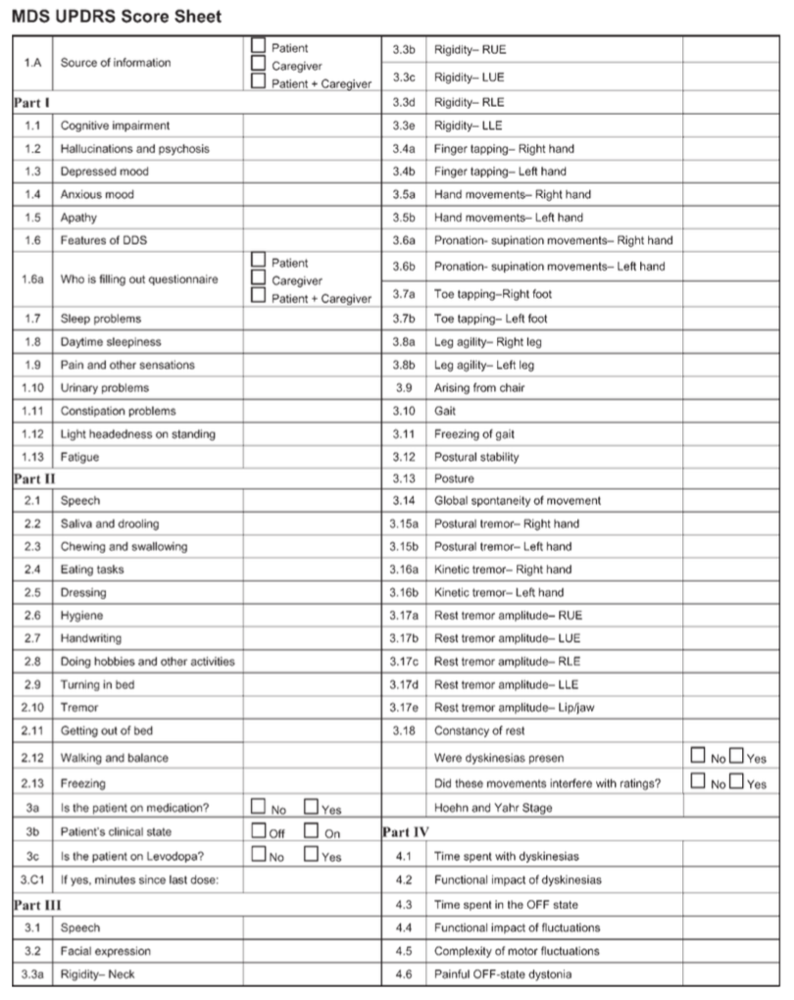 MDS UPDRS Score Sheet
1.A Source of information
Patient
Caregiver
Patient + Caregiver
Part I
1.1 Cognitive impairment
1.2 Hallucinations and psychosis
1.3 Depressed mood
1.4 Anxious mood
1.5 Apathy
1.6 Features of DDS
1.6a Who is filling out questionnaire
Patient
Caregiver
Patient + Caregiver
1.7 Sleep problems
1.8 Daytime sleepiness
1.9 Pain and other sensations
1.10 Urinary problems
1.11 Constipation problems
1.12 Light headedness on standing
1.13 Fatigue
Part II
2.1 Speech
2.2 Saliva and drooling
2.3 Chewing and swallowing
2.4 Eating tasks
2.5 Dressing
2.6 Hygiene
2.7 Handwriting
2.8 Doing hobbies and other activities
2.9 Turning in bed
2.10 Tremor
2.11 Getting out of bed
2.12 Walking and balance
2.13 Freezing
3a Is the patient on medication? No Yes
3b Patient's clinical state Off On
3c Is the patient on Levodopa? No Yes
3.C1 If yes, minutes since last dose:
Part III
3.1 Speech
3.2 Facial expression
3.3a Rigidity– Neck
3.3b Rigidity– RUE
3.3c Rigidity– LUE
3.3d Rigidity– RLE
3.3e Rigidity– LLE
3.4a Finger tapping– Right hand
3.4b Finger tapping– Left hand
3.5a Hand movements– Right hand
3.5b Hand movements– Left hand
3.6a Pronation- supination movements– Right hand
3.6b Pronation- supination movements– Left hand
3.7a Toe tapping–Right foot
3.7b Toe tapping– Left foot
3.8a Leg agility– Right leg
3.8b Leg agility– Left leg
3.9 Arising from chair
3.10 Gait
3.11 Freezing of gait
3.12 Postural stability
3.13 Posture
3.14 Global spontaneity of movement
3.15a Postural tremor– Right hand
3.15b Postural tremor– Left hand
3.16a Kinetic tremor– Right hand
3.16b Kinetic tremor– Left hand
3.17a Rest tremor amplitude– RUE
3.17b Rest tremor amplitude– LUE
3.17c Rest tremor amplitude– RLE
3.17d Rest tremor amplitude– LLE
3.17e Rest tremor amplitude– Lip/jaw
3.18 Constancy of rest
Were dyskinesias presen No Yes
Did these movements interfere with ratings? No Yes
Hoehn and Yahr Stage
Part IV
4.1 Time spent with dyskinesias
4.2 Functional impact of dyskinesias
4.3 Time spent in the OFF state
4.4 Functional impact of fluctuations
4.5 Complexity of motor fluctuations
4.6 Painful OFF-state dystonia